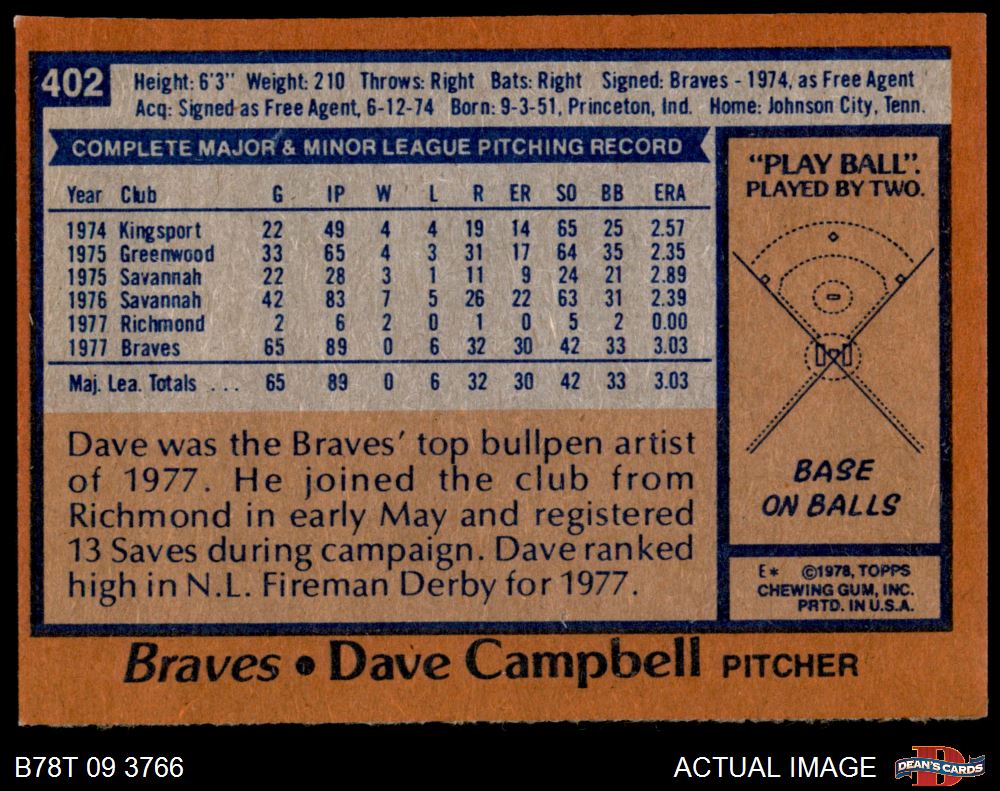 402
Height: 6'3" Weight: 210 Throws: Right Bats: Right Signed: Braves - 1974, as Free Agent
Acq: Signed as Free Agent, 6-12-74 Born: 9-3-51, Princeton, Ind. Home: Johnson City, Tenn.
COMPLETE MAJOR & MINOR LEAGUE PITCHING RECORD
Year Club G IP W L R ER SO BB ERA
1974 Kingsport 22 49 4 4 19 14 65 25 2.57
1975 Greenwood 33 65 4 3 31 17 64 35 2.35
1975 Savannah 22 28 3 1 11 9 24 21 2.89
1976 Savannah 42 83 7 5 26 22 63 31 2.39
1977 Richmond 2 6 2 0 1 0 5 2 0.00
1977 Braves 65 89 0 6 32 30 42 33 3.03
Maj. Lea. Totals ... 65 89 0 6 32 30 42 33 3.03
Dave was the Braves' top bullpen artist
of 1977. He joined the club from
Richmond in early May and registered
13 Saves during campaign. Dave ranked
high in N.L. Fireman Derby for 1977.
"PLAY BALL".
PLAYED BY TWO.
BASE
ON BALLS
E* ©1978, TOPPS
CHEWING GUM, INC.
PRTD. IN U.S.A.
Braves • Dave Campbell PITCHER
B78T 09 3766
ACTUAL IMAGE
DEAN'S CARDS